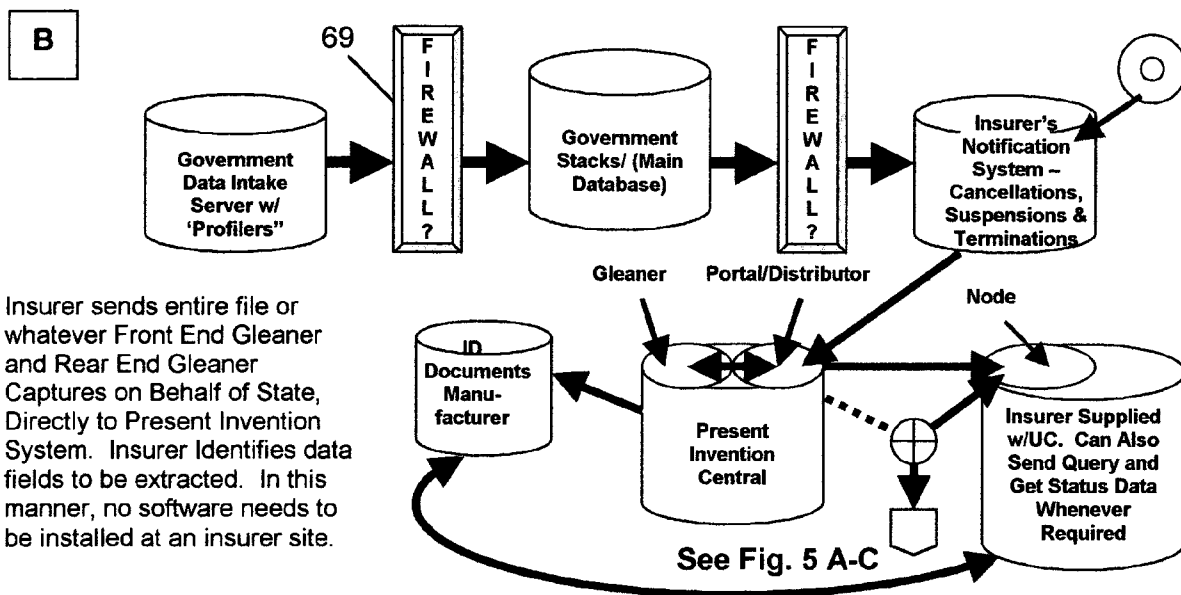 B
69
FIREWALL?
FIREWALL?
Government
Data Intake
Server w/
'Profilers"
Government
Stacks/ (Main
Database)
Insurer's
Notification
System –
Cancellations,
Suspensions &
Terminations
Gleaner
Portal/Distributor
Node
Insurer sends entire file or
whatever Front End Gleaner
and Rear End Gleaner
Captures on Behalf of State,
Directly to Present Invention
System.  Insurer Identifies data
fields to be extracted.  In this
manner, no software needs to
be installed at an insurer site.
ID
Documents
Manu-
facturer
Present
Invention
Central
Insurer Supplied
w/UC.  Can Also
Send Query and
Get Status Data
Whenever
Required
See Fig. 5 A-C